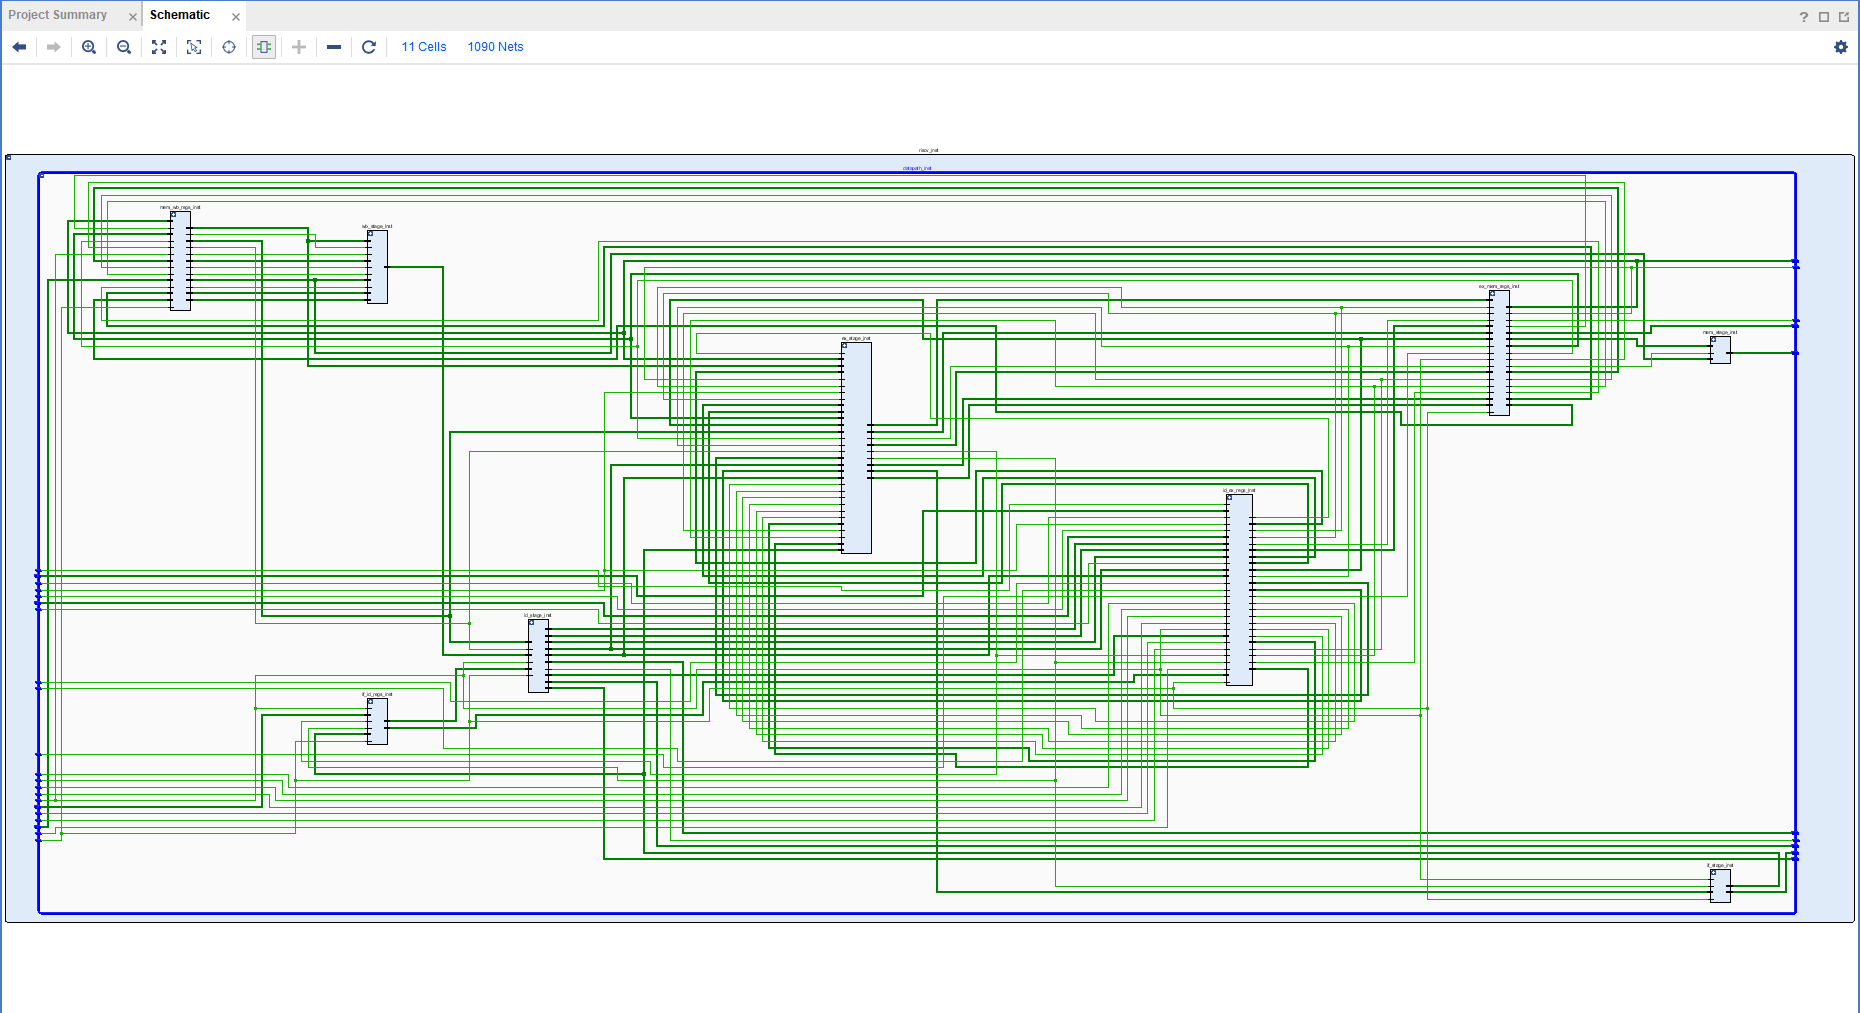 Project Summary
Schematic
11 Cells
1090 Nets
riscv_inst
datapath_inst
mem_wb_regs_inst
wb_stage_inst
ex_mem_regs_inst
mem_stage_inst
ex_stage_inst
id_ex_regs_inst
id_stage_inst
if_id_regs_inst
if_stage_inst